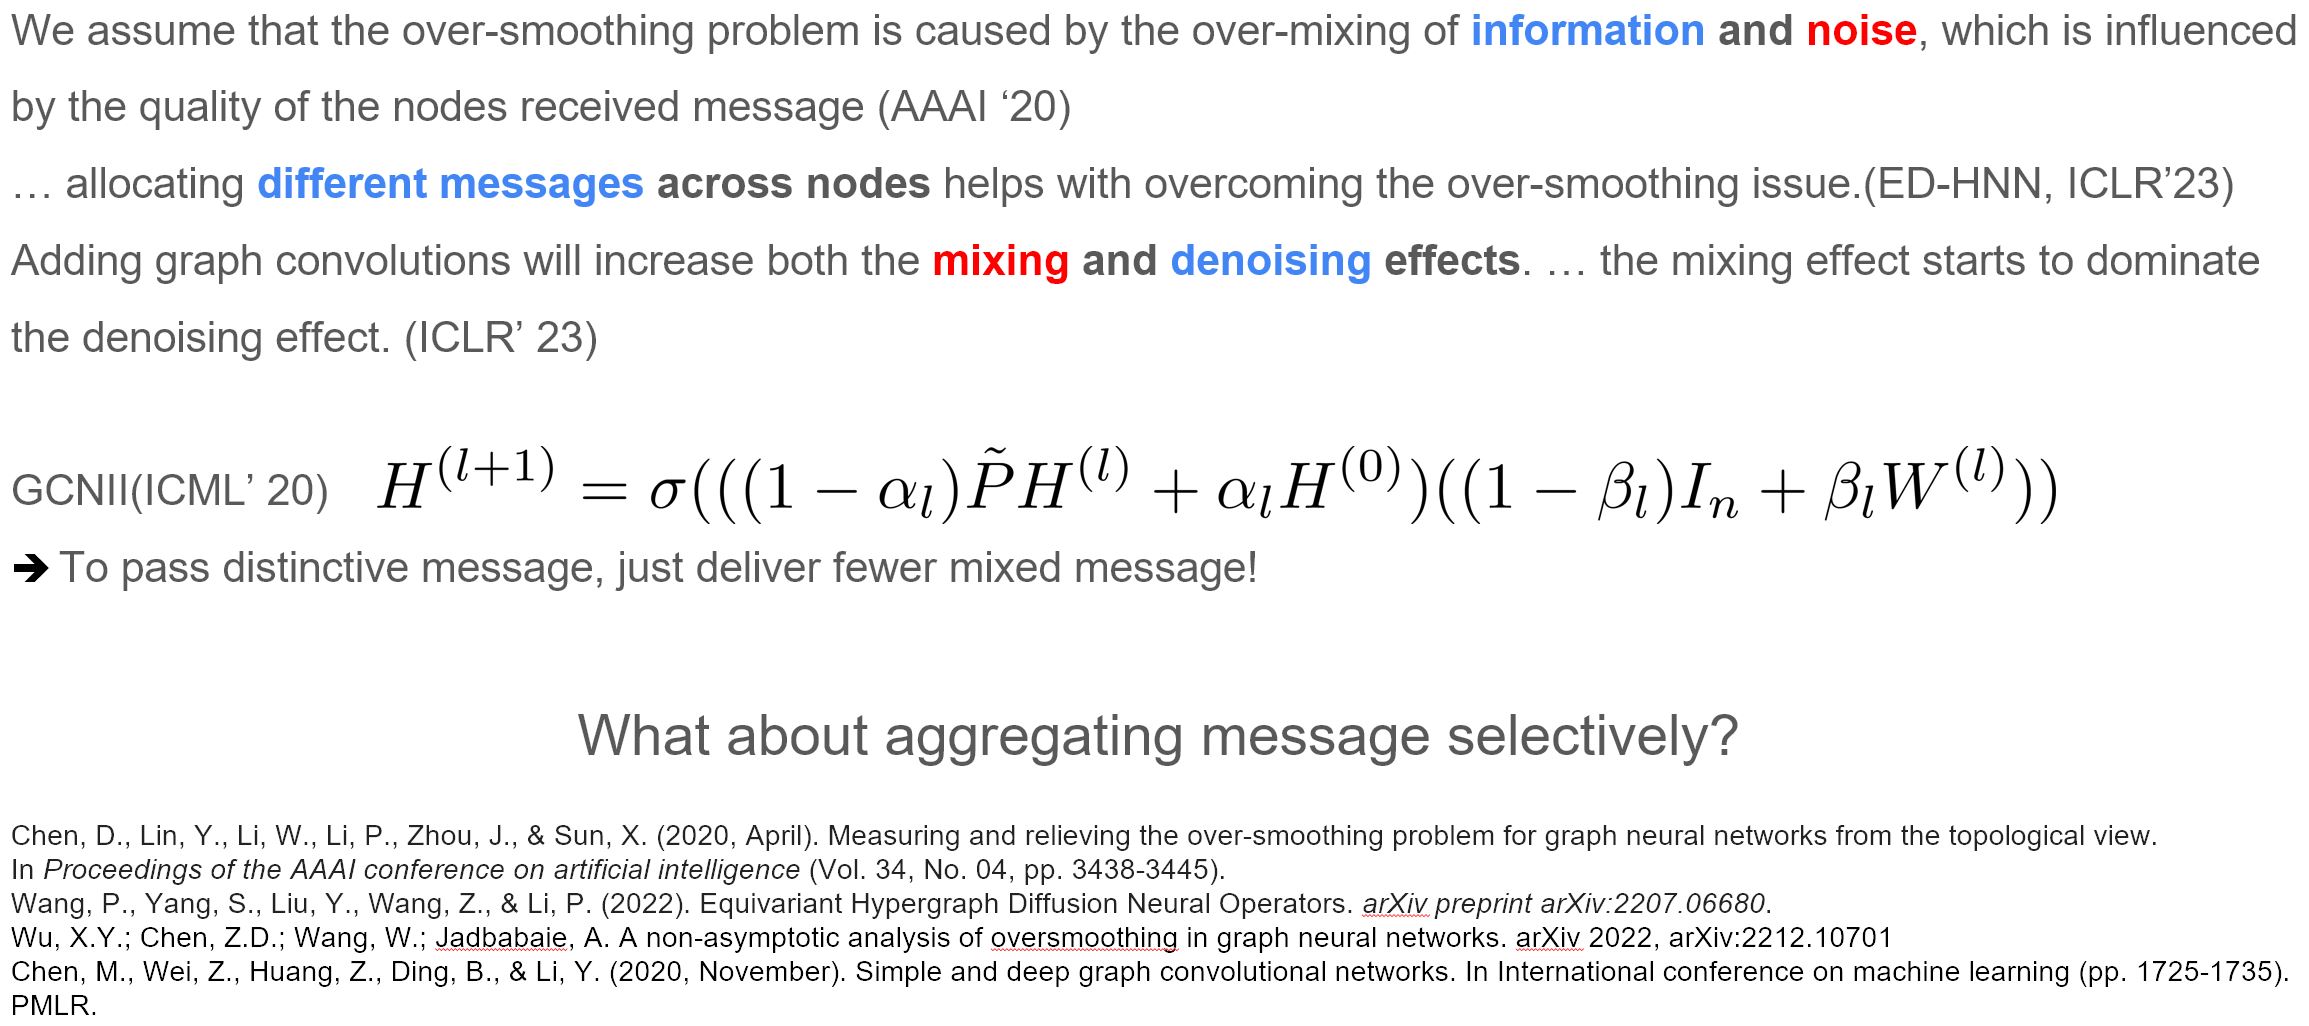 We assume that the over-smoothing problem is caused by the over-mixing of information and noise, which is influenced
by the quality of the nodes received message (AAAI ‘20)
… allocating different messages across nodes helps with overcoming the over-smoothing issue.(ED-HNN, ICLR’23)
Adding graph convolutions will increase both the mixing and denoising effects. … the mixing effect starts to dominate
the denoising effect. (ICLR’ 23)
GCNII(ICML’ 20) H^{(l+1)} = σ(((1 − α_l)P̃H^{(l)} + α_lH^{(0)})((1 − β_l)I_n + β_lW^{(l)}))
➔ To pass distinctive message, just deliver fewer mixed message!
What about aggregating message selectively?
Chen, D., Lin, Y., Li, W., Li, P., Zhou, J., & Sun, X. (2020, April). Measuring and relieving the over-smoothing problem for graph neural networks from the topological view.
In Proceedings of the AAAI conference on artificial intelligence (Vol. 34, No. 04, pp. 3438-3445).
Wang, P., Yang, S., Liu, Y., Wang, Z., & Li, P. (2022). Equivariant Hypergraph Diffusion Neural Operators. arXiv preprint arXiv:2207.06680.
Wu, X.Y.; Chen, Z.D.; Wang, W.; Jadbabaie, A. A non-asymptotic analysis of oversmoothing in graph neural networks. arXiv 2022, arXiv:2212.10701
Chen, M., Wei, Z., Huang, Z., Ding, B., & Li, Y. (2020, November). Simple and deep graph convolutional networks. In International conference on machine learning (pp. 1725-1735).
PMLR.